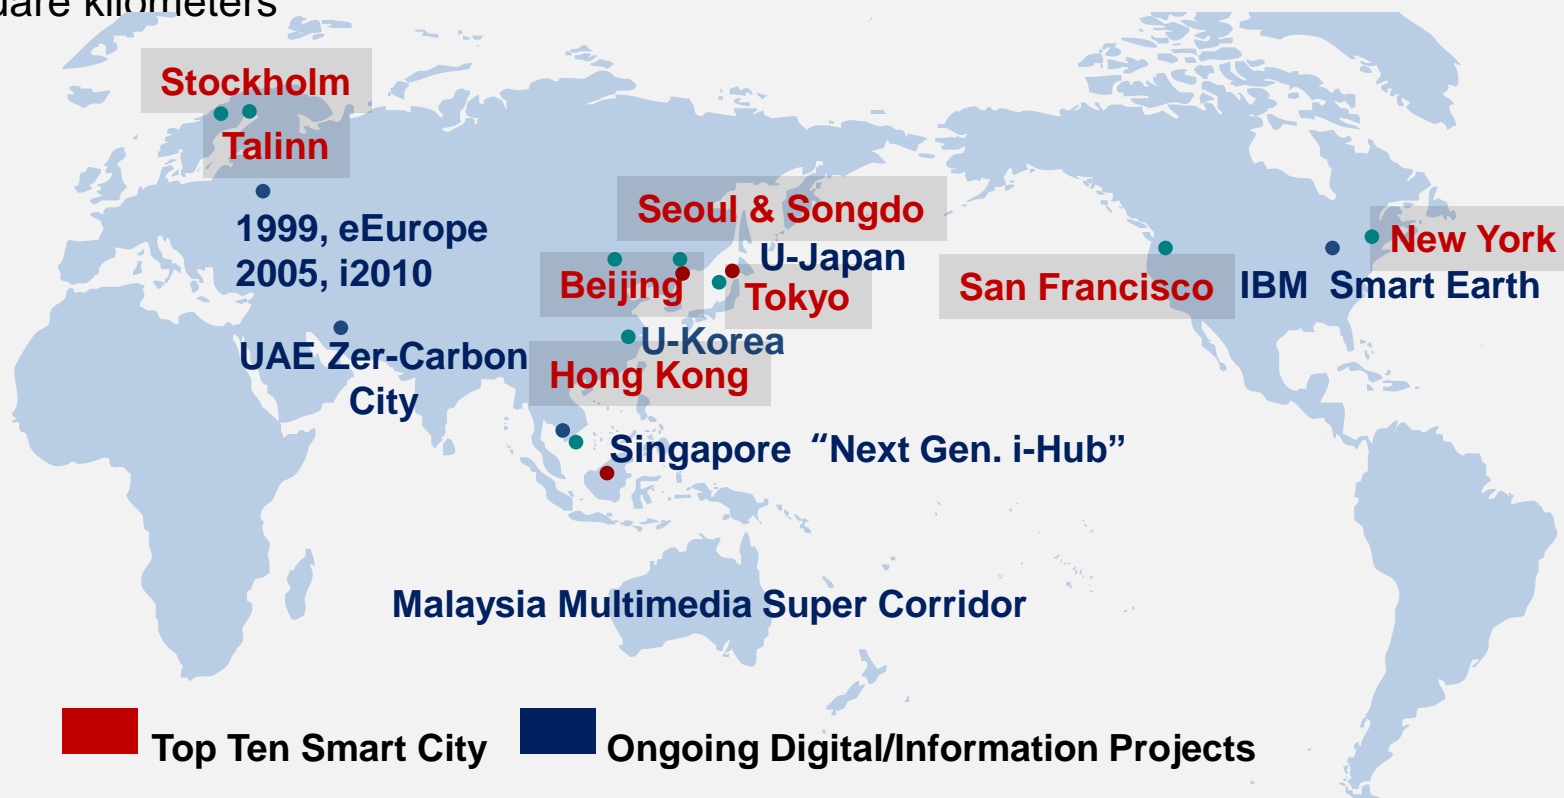 kilometers
Stockholm
Talinn
1999, eEurope
2005, i2010
Seoul & Songdo
U-Japan
Beijing
Tokyo
New York
San Francisco
IBM Smart Earth
U-Korea
UAE Zer-Carbon
City
Hong Kong
Singapore “Next Gen. i-Hub”
Malaysia Multimedia Super Corridor
Top Ten Smart City
Ongoing Digital/Information Projects